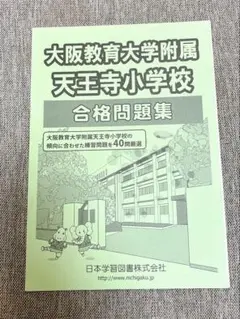 大阪教育大学附属
天王寺小学校
合格問題集
大阪教育大学附属天王寺小学校の
傾向に合わせた練習問題を40問厳選
日本学習図書株式会社
http://www.nichigaku.jp